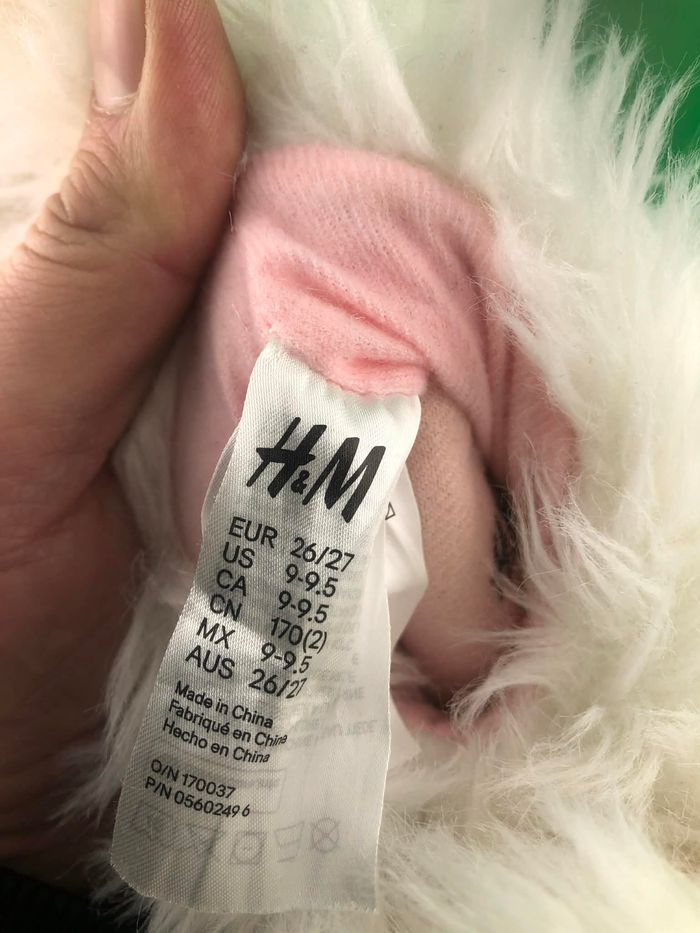 H&M
EUR 26/27
US 9-9.5
CA 9-9.5
CN 170(2)
MX 9-9.5
AUS 26/27
Made in China
Fabriqué en China
Hecho en China
O/N 170037
P/N 0560249 6